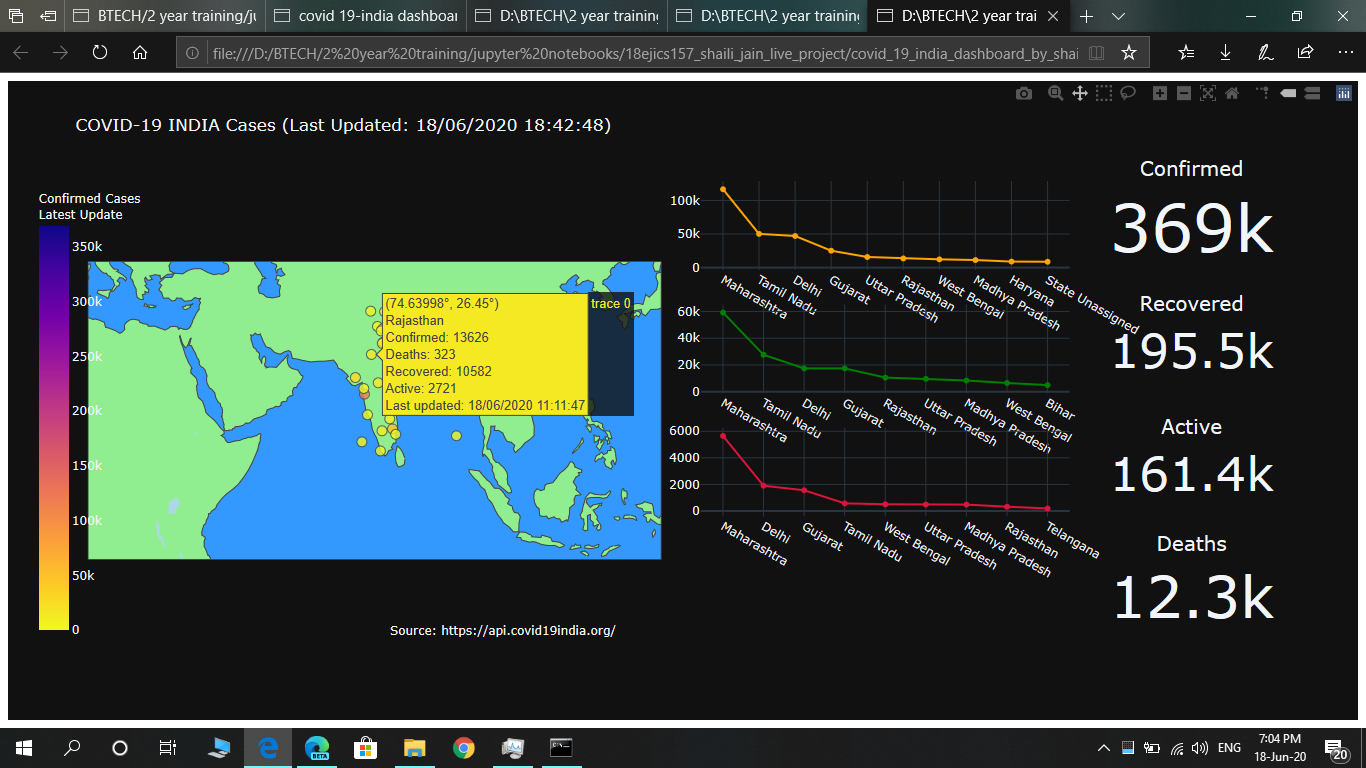 BTECH/2 year training/ju
covid 19-india dashboar
D:\BTECH\2 year training
D:\BTECH\2 year training
D:\BTECH\2 year trai
file:///D:/BTECH/2%20year%20training/jupyter%20notebooks/18ejics157_shaili_jain_live_project/covid_19_india_dashboard_by_shai
COVID-19 INDIA Cases (Last Updated: 18/06/2020 18:42:48)
Confirmed Cases
Latest Update
350k
300k
250k
200k
150k
100k
50k
0
(74.63998°, 26.45°)
Rajasthan
Confirmed: 13626
Deaths: 323
Recovered: 10582
Active: 2721
Last updated: 18/06/2020 11:11:47
trace 0
Source: https://api.covid19india.org/
100k
50k
0
Maharashtra
Tamil Nadu
Delhi
Gujarat
Uttar Pradesh
Rajasthan
West Bengal
Madhya Pradesh
Haryana
State Unassigned
60k
40k
20k
0
Maharashtra
Tamil Nadu
Delhi
Gujarat
Rajasthan
Uttar Pradesh
Madhya Pradesh
West Bengal
Bihar
6000
4000
2000
0
Maharashtra
Delhi
Gujarat
Tamil Nadu
West Bengal
Uttar Pradesh
Madhya Pradesh
Rajasthan
Telangana
Confirmed
369k
Recovered
195.5k
Active
161.4k
Deaths
12.3k
BETA
ENG
7:04 PM
18-Jun-20
20